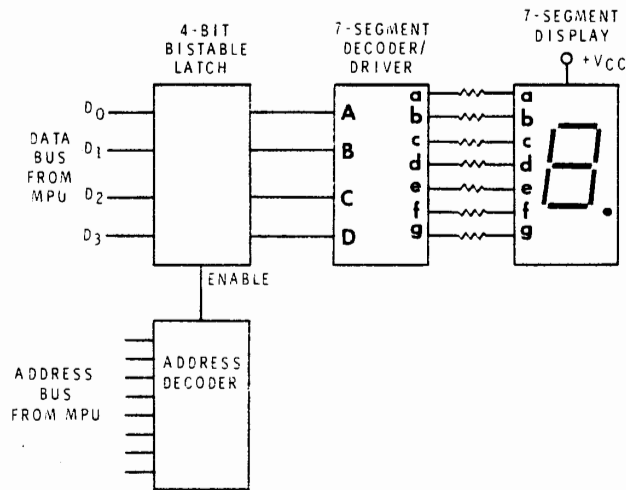 4-BIT
BISTABLE
LATCH
7-SEGMENT
DECODER/
DRIVER
7-SEGMENT
DISPLAY
+VCC
D0
D1
D2
D3
DATA
BUS
FROM
MPU
A
B
C
D
a
b
c
d
e
f
g
a
b
c
d
e
f
g
ENABLE
ADDRESS
DECODER
ADDRESS
BUS
FROM MPU